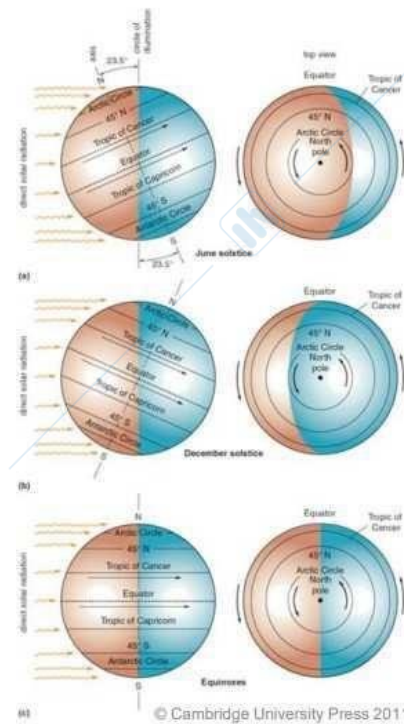 axis
23.5°
circle of
illumination
top view
Equator
Tropic of
Cancer
direct solar radiation
N
Arctic Circle
45° N
Tropic of Cancer
Equator
Tropic of Capricorn
45° S
Antarctic Circle
S
23.5°
45° N
Arctic Circle
North
pole
(a)
June solstice
Equator
Tropic of
Cancer
direct solar radiation
N
Arctic Circle
45° N
Tropic of Cancer
Equator
Tropic of Capricorn
45° S
Antarctic Circle
S
45° N
Arctic Circle
North
pole
(b)
December solstice
Equator
Tropic of
Cancer
direct solar radiation
N
Arctic Circle
45° N
Tropic of Cancer
Equator
Tropic of Capricorn
45° S
Antarctic Circle
S
45° N
Arctic Circle
North
pole
(c)
Equinoxes
© Cambridge University Press 201